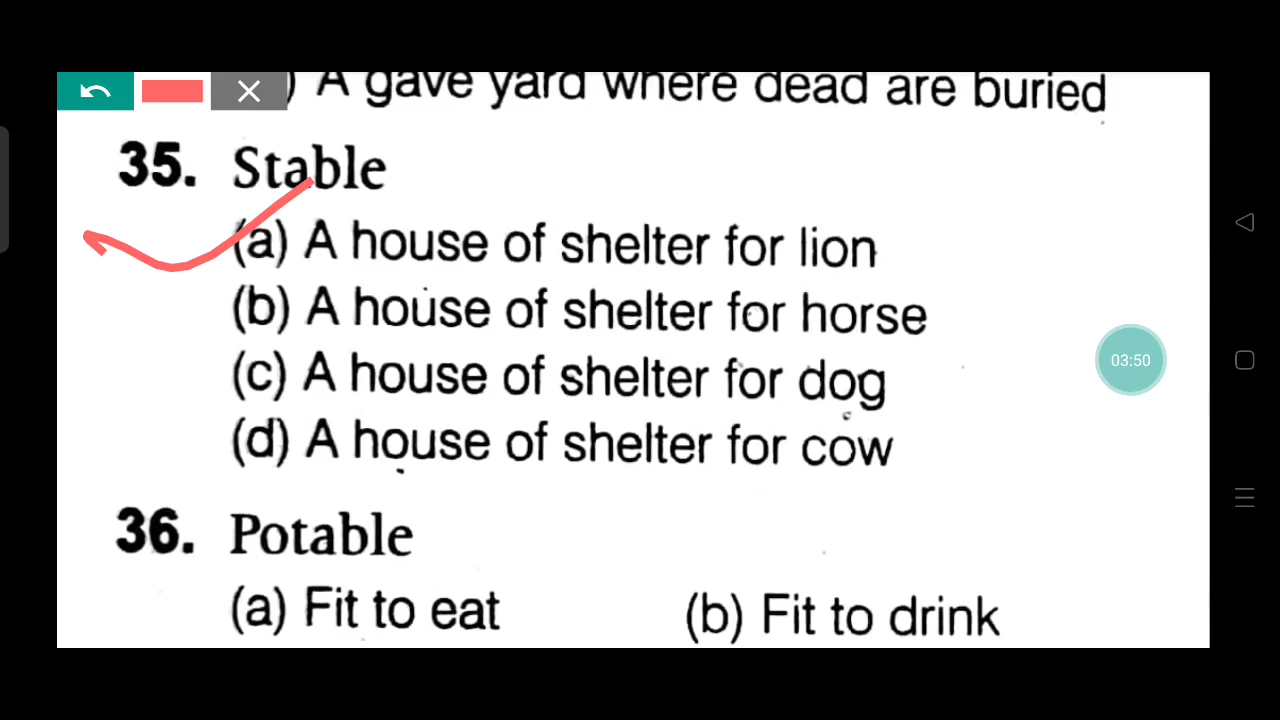 ) A gave yard where dead are buried
35. Stable
(a) A house of shelter for lion
(b) A house of shelter for horse
(c) A house of shelter for dog
(d) A house of shelter for cow
03:50
36. Potable
(a) Fit to eat (b) Fit to drink